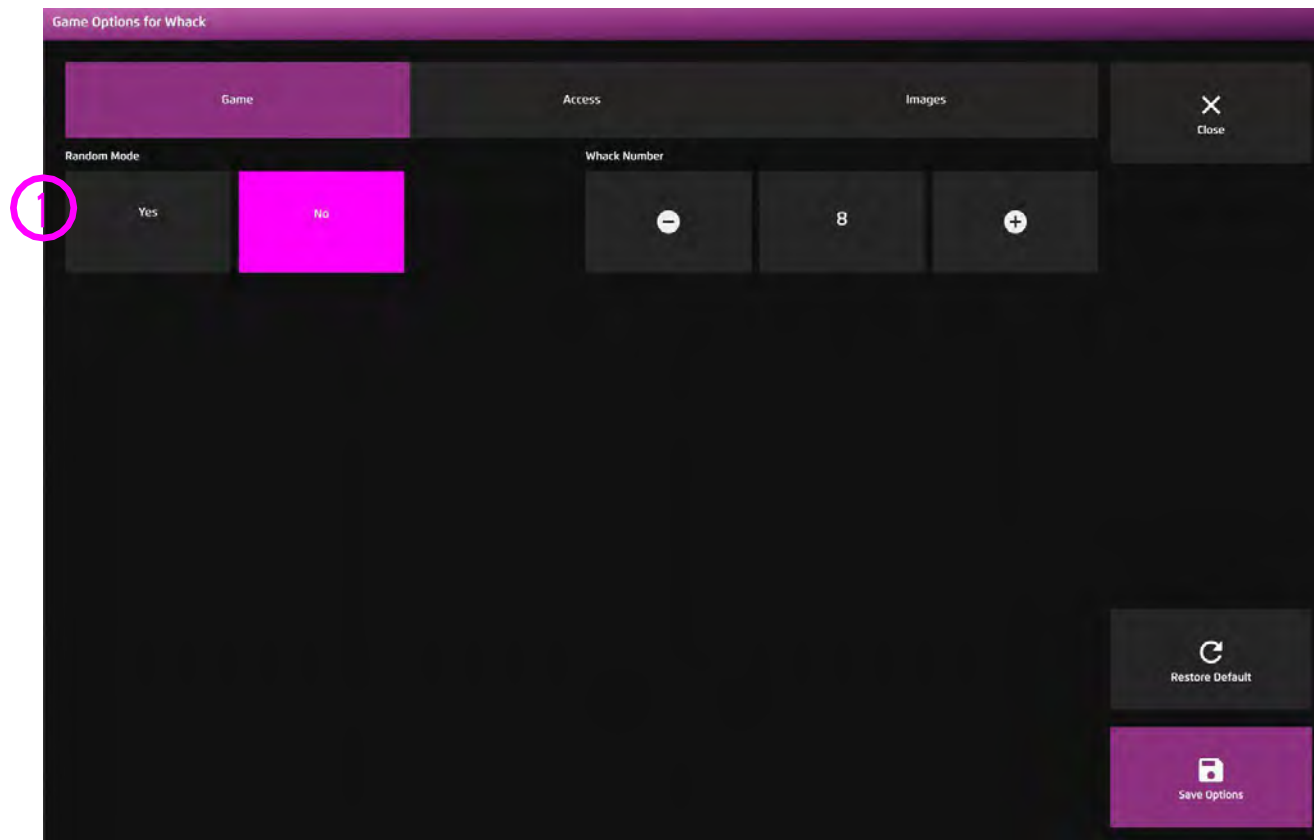 Game Options for Whack
Game
Access
Images
Close
Random Mode
Whack Number
1
Yes
No
8
Restore Default
Save Options